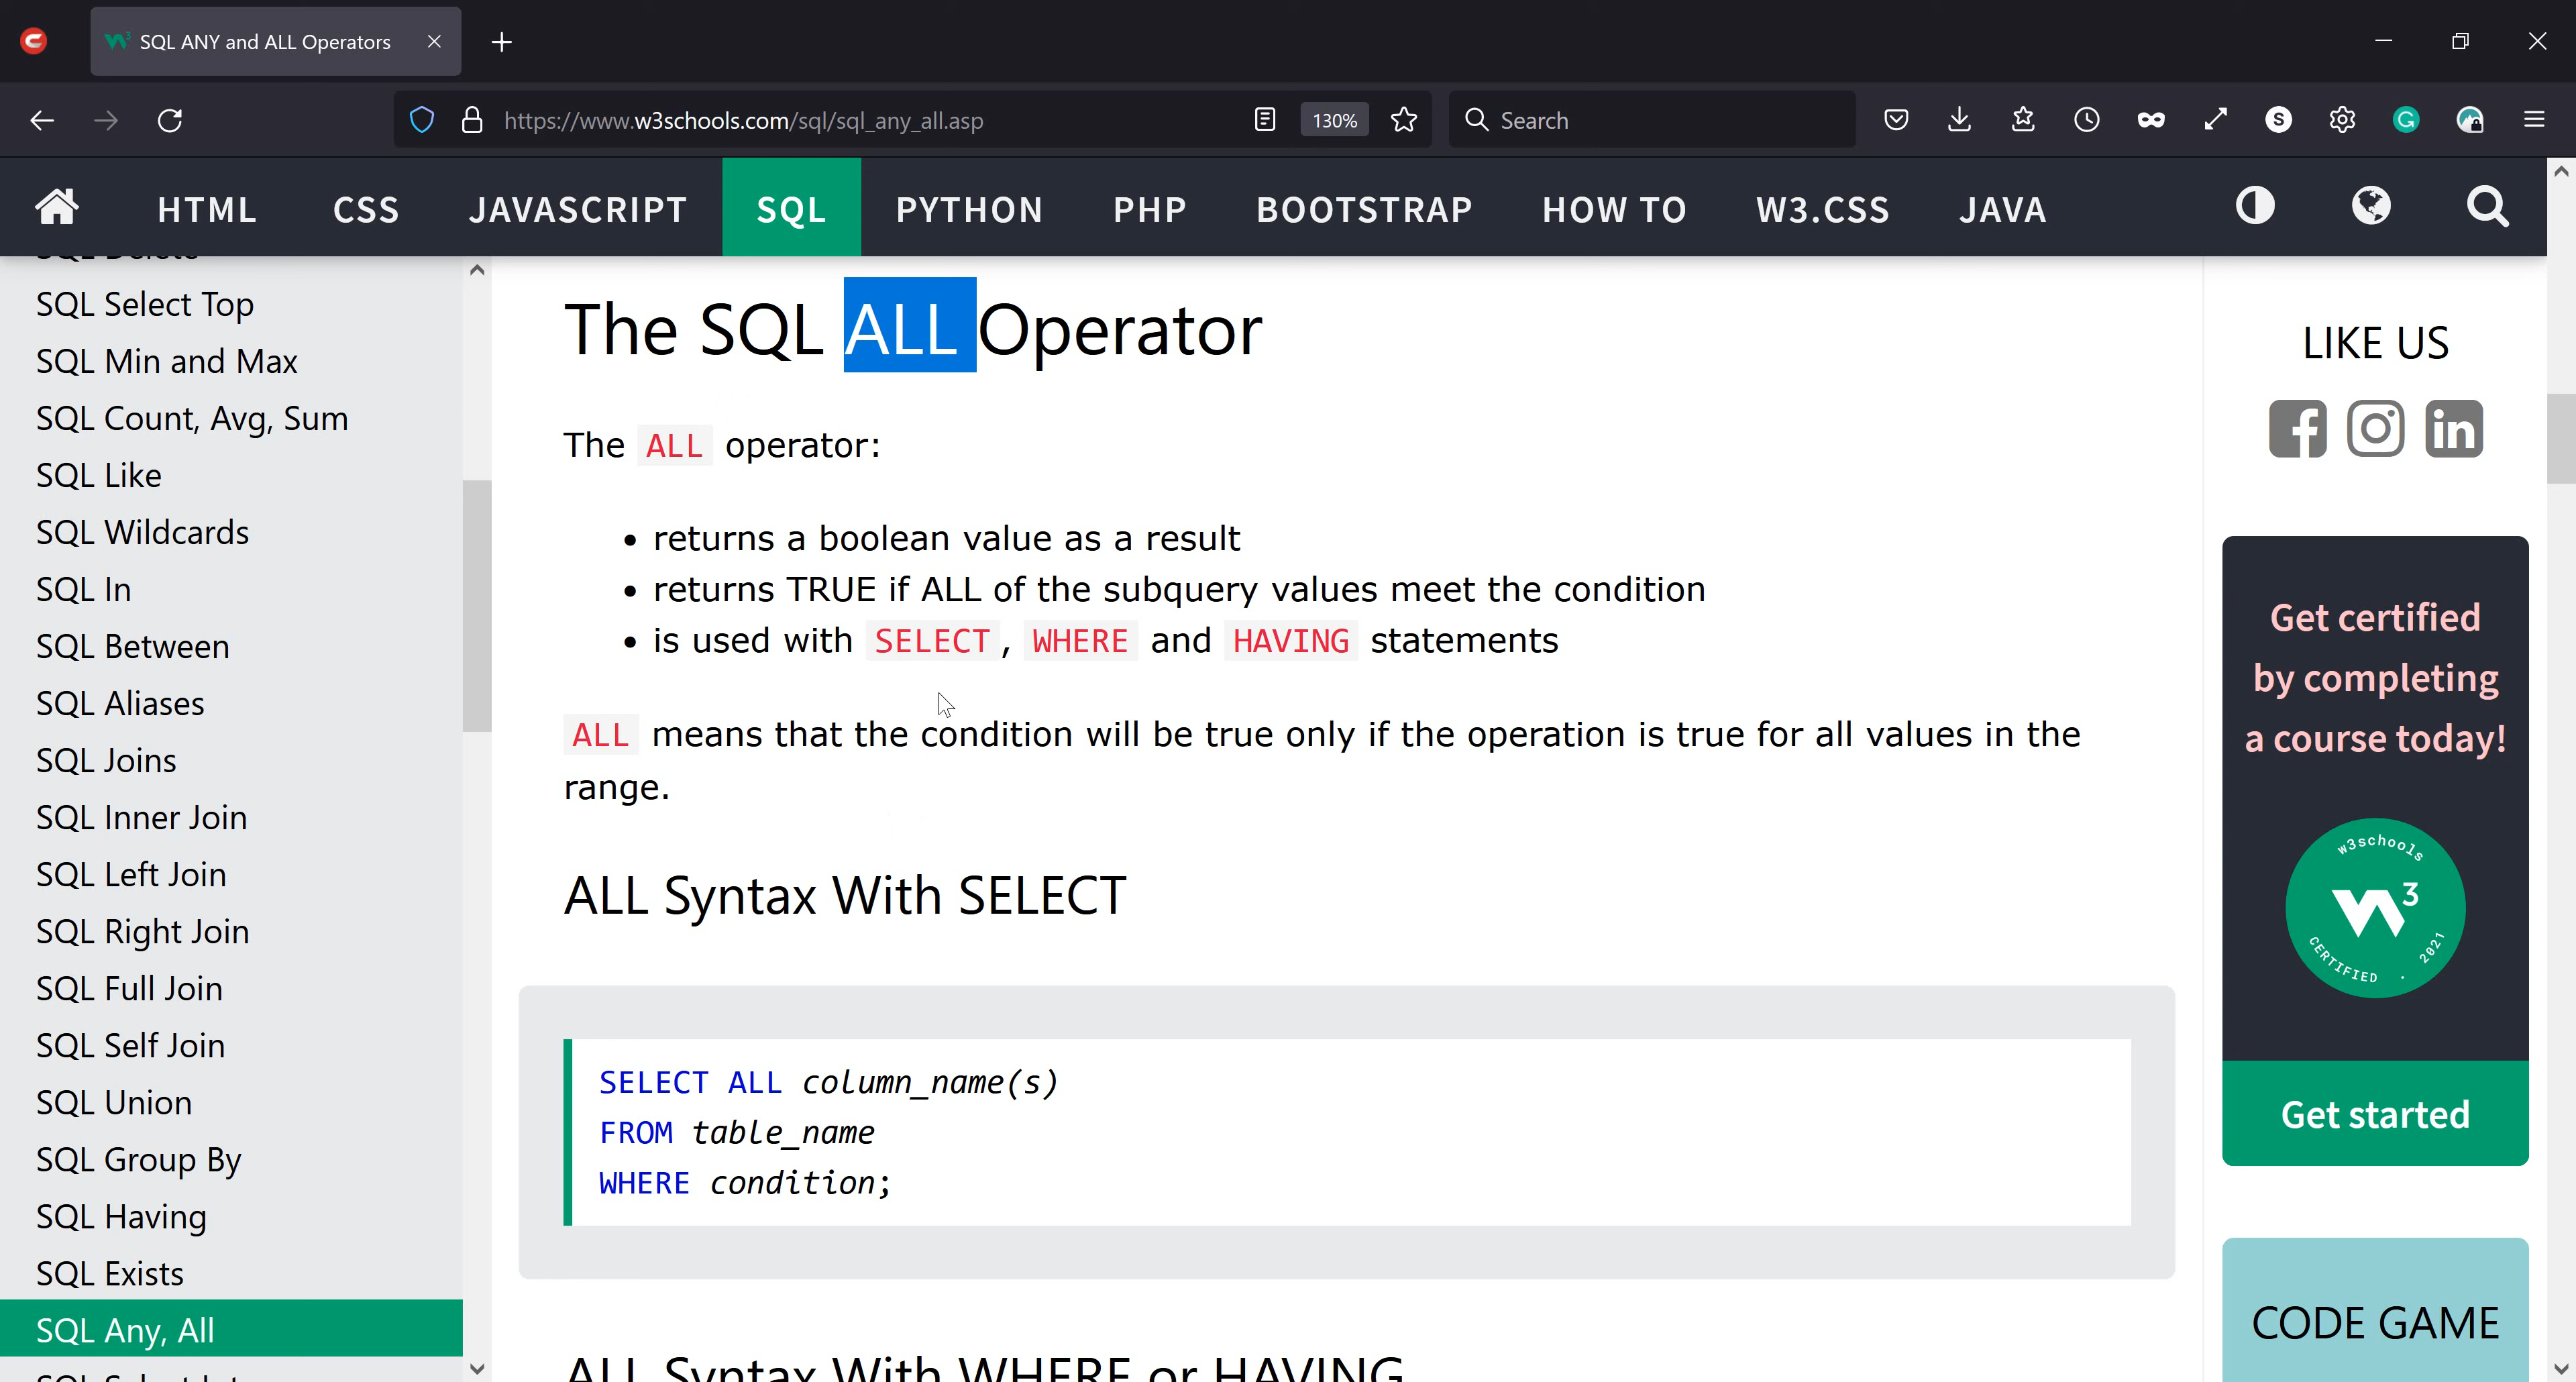 SQL ANY and ALL Operators
https://www.w3schools.com/sql/sql_any_all.asp
130%
Search
HTML
CSS
JAVASCRIPT
SQL
PYTHON
PHP
BOOTSTRAP
HOW TO
W3.CSS
JAVA
SQL Select Top
SQL Min and Max
SQL Count, Avg, Sum
SQL Like
SQL Wildcards
SQL In
SQL Between
SQL Aliases
SQL Joins
SQL Inner Join
SQL Left Join
SQL Right Join
SQL Full Join
SQL Self Join
SQL Union
SQL Group By
SQL Having
SQL Exists
SQL Any, All
The SQL ALL Operator
The ALL operator:
• returns a boolean value as a result
• returns TRUE if ALL of the subquery values meet the condition
• is used with SELECT, WHERE and HAVING statements
ALL means that the condition will be true only if the operation is true for all values in the
range.
ALL Syntax With SELECT
SELECT ALL column_name(s)
FROM table_name
WHERE condition;
ALL Syntax With WHERE or HAVING
LIKE US
Get certified
by completing
a course today!
w3schools
W3
CERTIFIED . 2021
Get started
CODE GAME